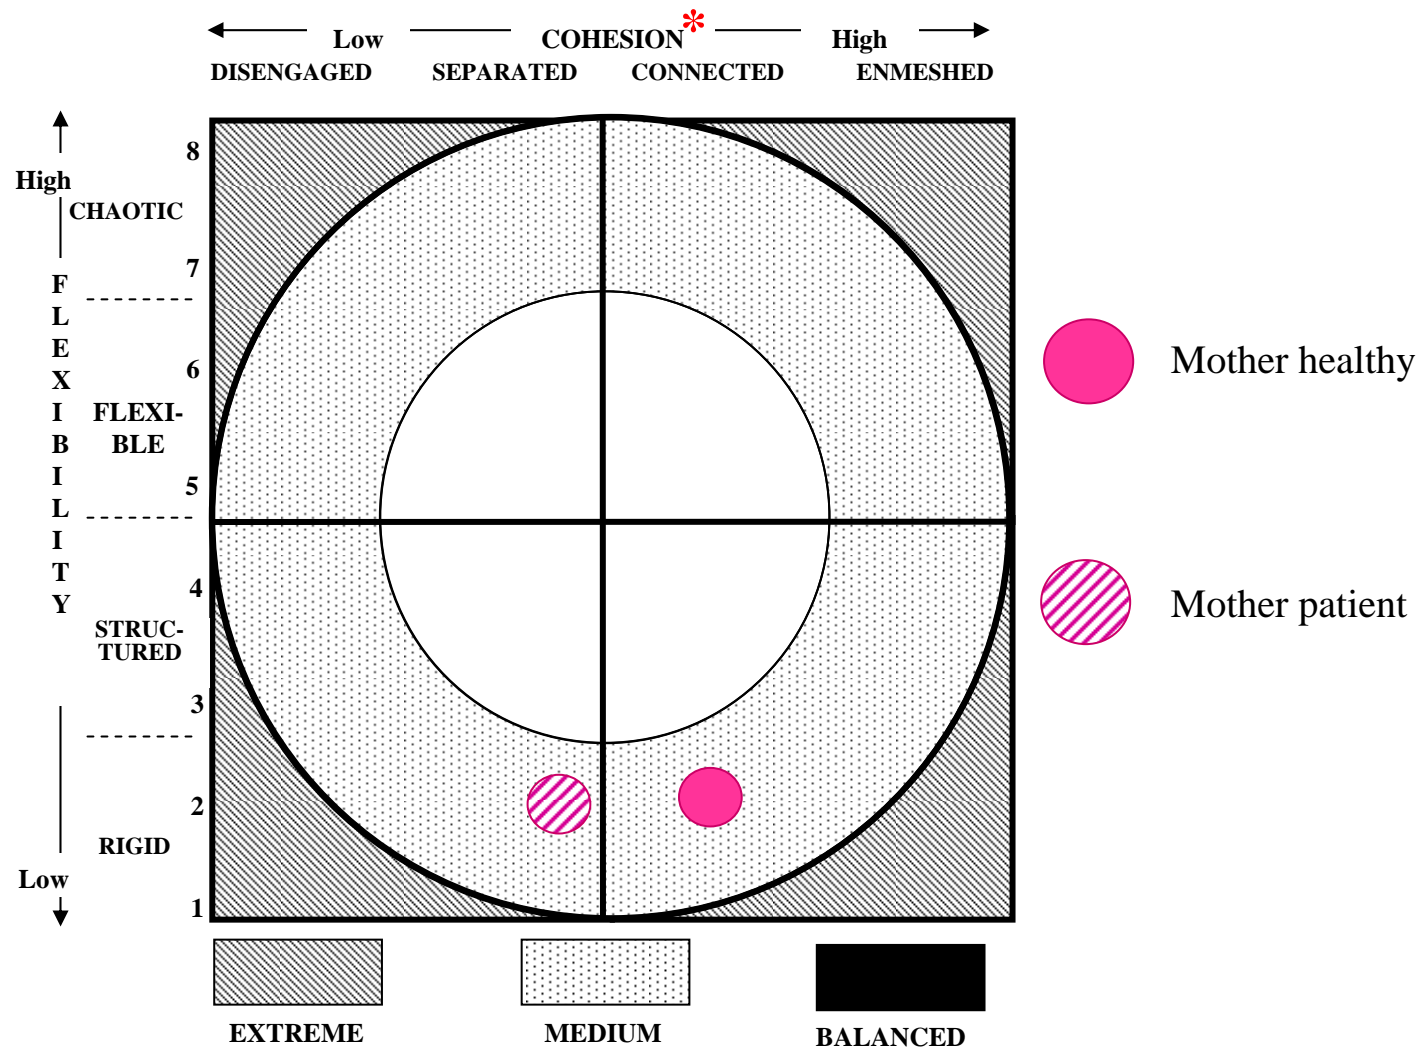 Low COHESION* High
DISENGAGED SEPARATED CONNECTED ENMESHED
High
Low
FLEXIBILITY
8
CHAOTIC
7
6
FLEXI-
BLE
5
4
STRUC-
TURED
3
2
RIGID
1
Mother healthy
Mother patient
EXTREME MEDIUM BALANCED